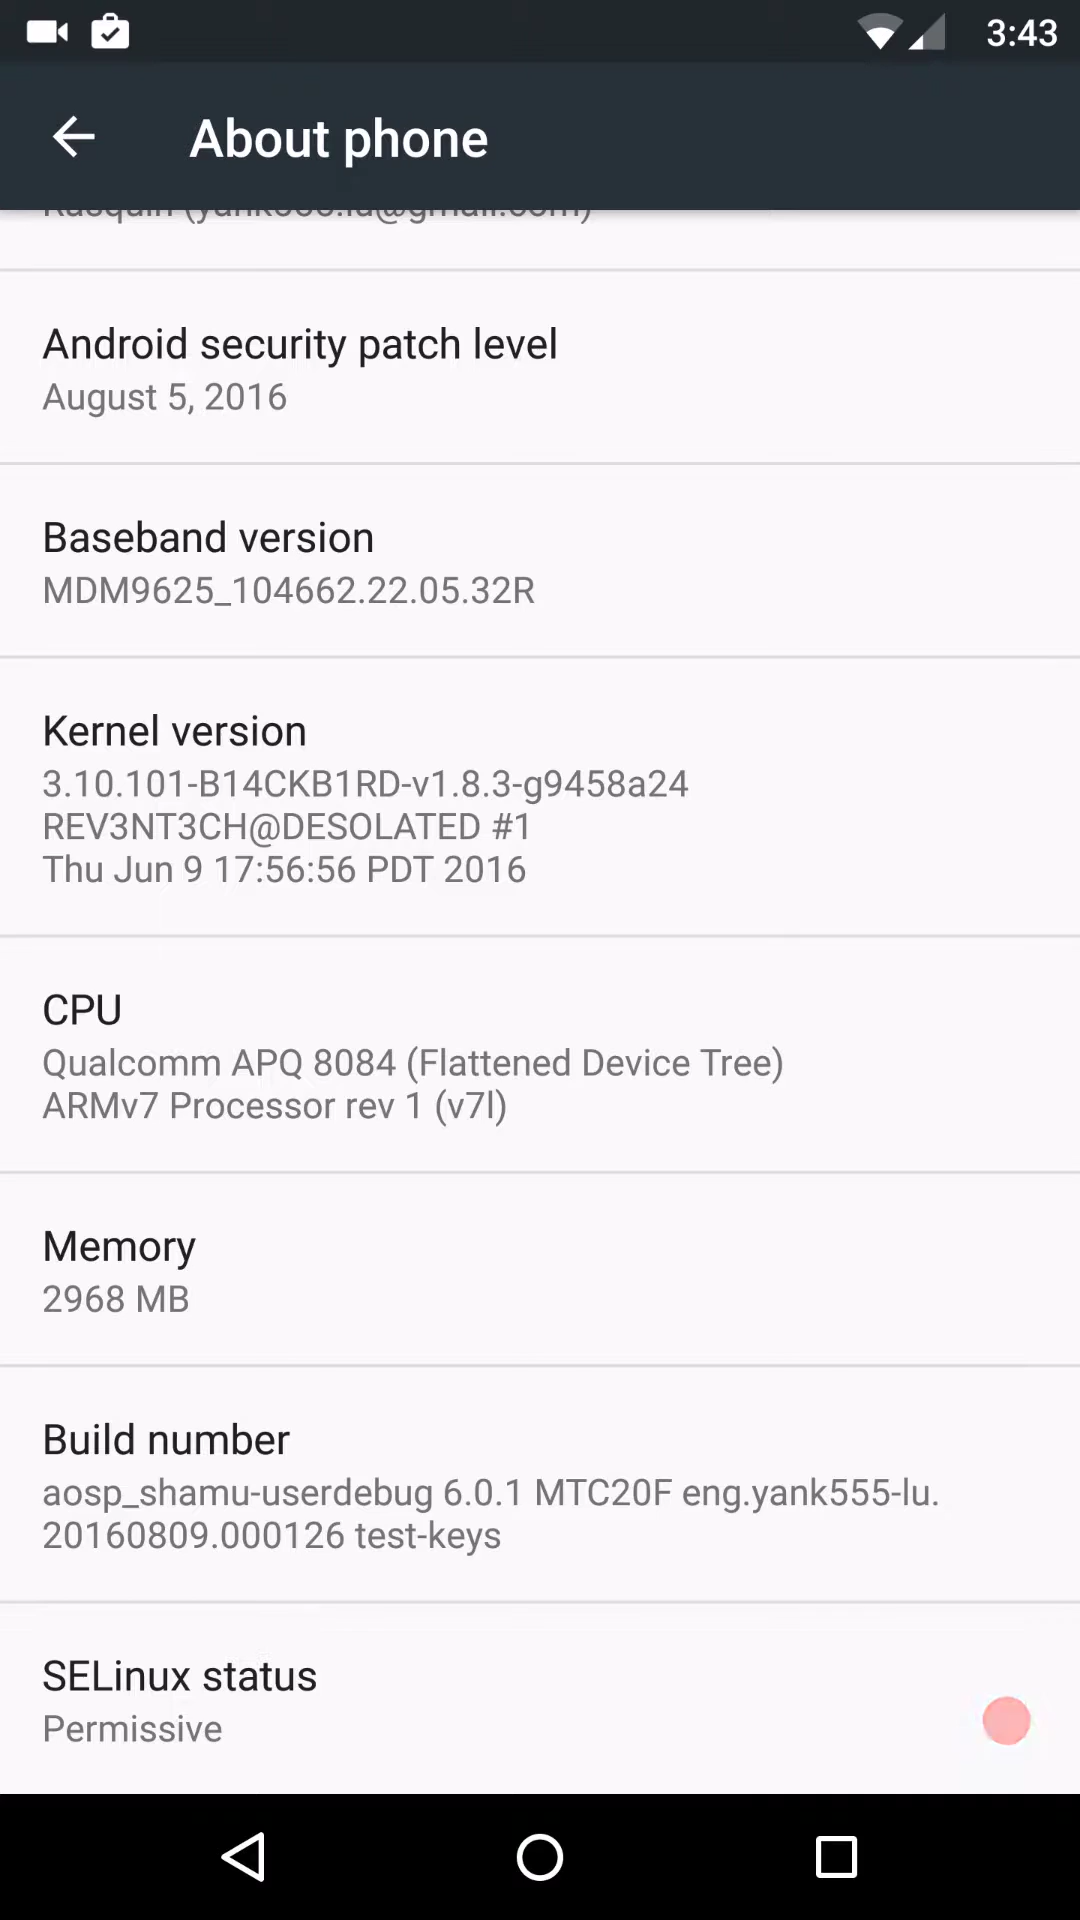 3:43
About phone
Android security patch level
August 5, 2016
Baseband version
MDM9625_104662.22.05.32R
Kernel version
3.10.101-B14CKB1RD-v1.8.3-g9458a24
REV3NT3CH@DESOLATED #1
Thu Jun 9 17:56:56 PDT 2016
CPU
Qualcomm APQ 8084 (Flattened Device Tree)
ARMv7 Processor rev 1 (v7l)
Memory
2968 MB
Build number
aosp_shamu-userdebug 6.0.1 MTC20F eng.yank555-lu.
20160809.000126 test-keys
SELinux status
Permissive